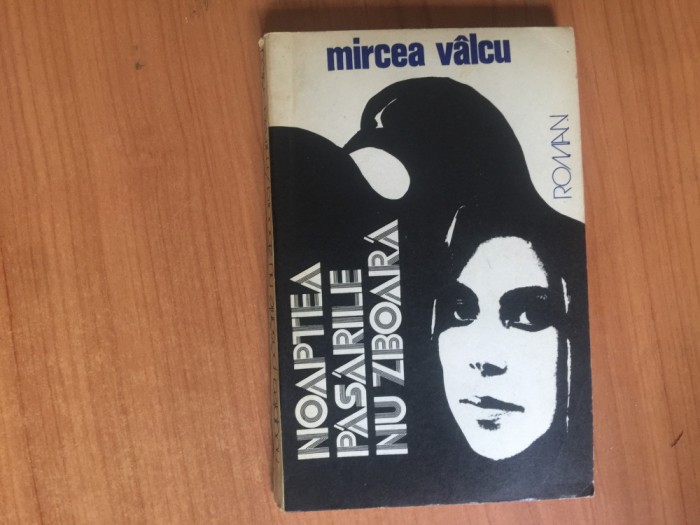 mircea vâlcu
ROMAN
NOAPTEA
PĂSĂRILE
NU ZBOARĂ